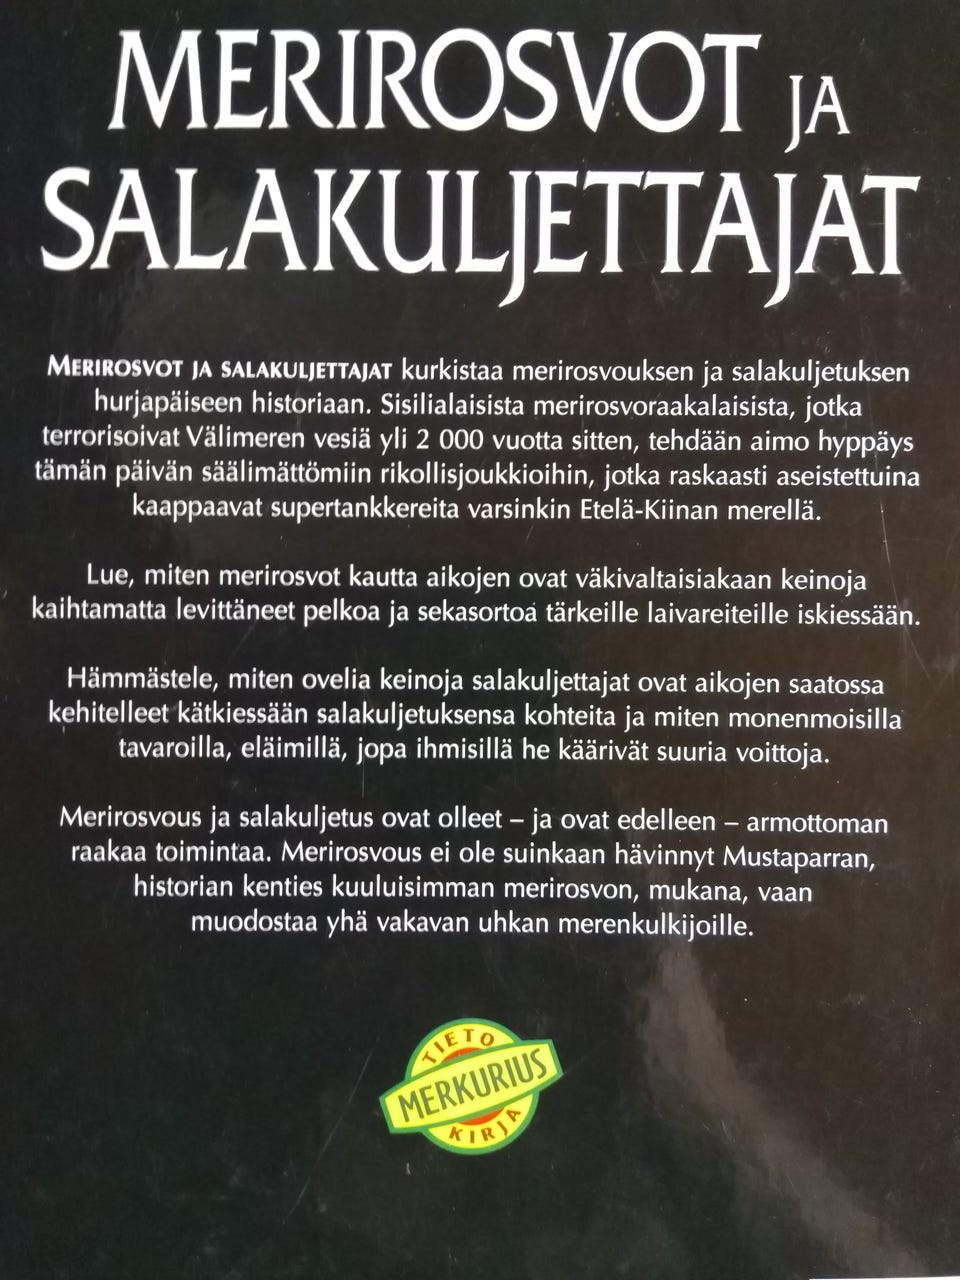 MERIROSVOT JA
SALAKULJETTAJAT
MERIROSVOT JA SALAKULJETTAJAT kurkistaa merirosvouksen ja salakuljetuksen
hurjapäiseen historiaan. Sisilialaisista merirosvoraakalaisista, jotka
terrorisoivat Välimeren vesiä yli 2 000 vuotta sitten, tehdään aimo hyppäys
tämän päivän säälimättömiin rikollisjoukkioihin, jotka raskaasti aseistettuina
kaappaavat supertankkereita varsinkin Etelä-Kiinan merellä.
Lue, miten merirosvot kautta aikojen ovat väkivaltaisiakaan keinoja
kaihtamatta levittäneet pelkoa ja sekasortoa tärkeille laivareiteille iskiessään.
Hämmästele, miten ovelia keinoja salakuljettajat ovat aikojen saatossa
kehitelleet kätkiessään salakuljetuksensa kohteita ja miten monenmoisilla
tavaroilla, eläimillä, jopa ihmisillä he käärivät suuria voittoja.
Merirosvous ja salakuljetus ovat olleet – ja ovat edelleen – armottoman
raakaa toimintaa. Merirosvous ei ole suinkaan hävinnyt Mustaparran,
historian kenties kuuluisimman merirosvon, mukana, vaan
muodostaa yhä vakavan uhkan merenkulkijoille.
TIETO
MERKURIUS
KIRJA